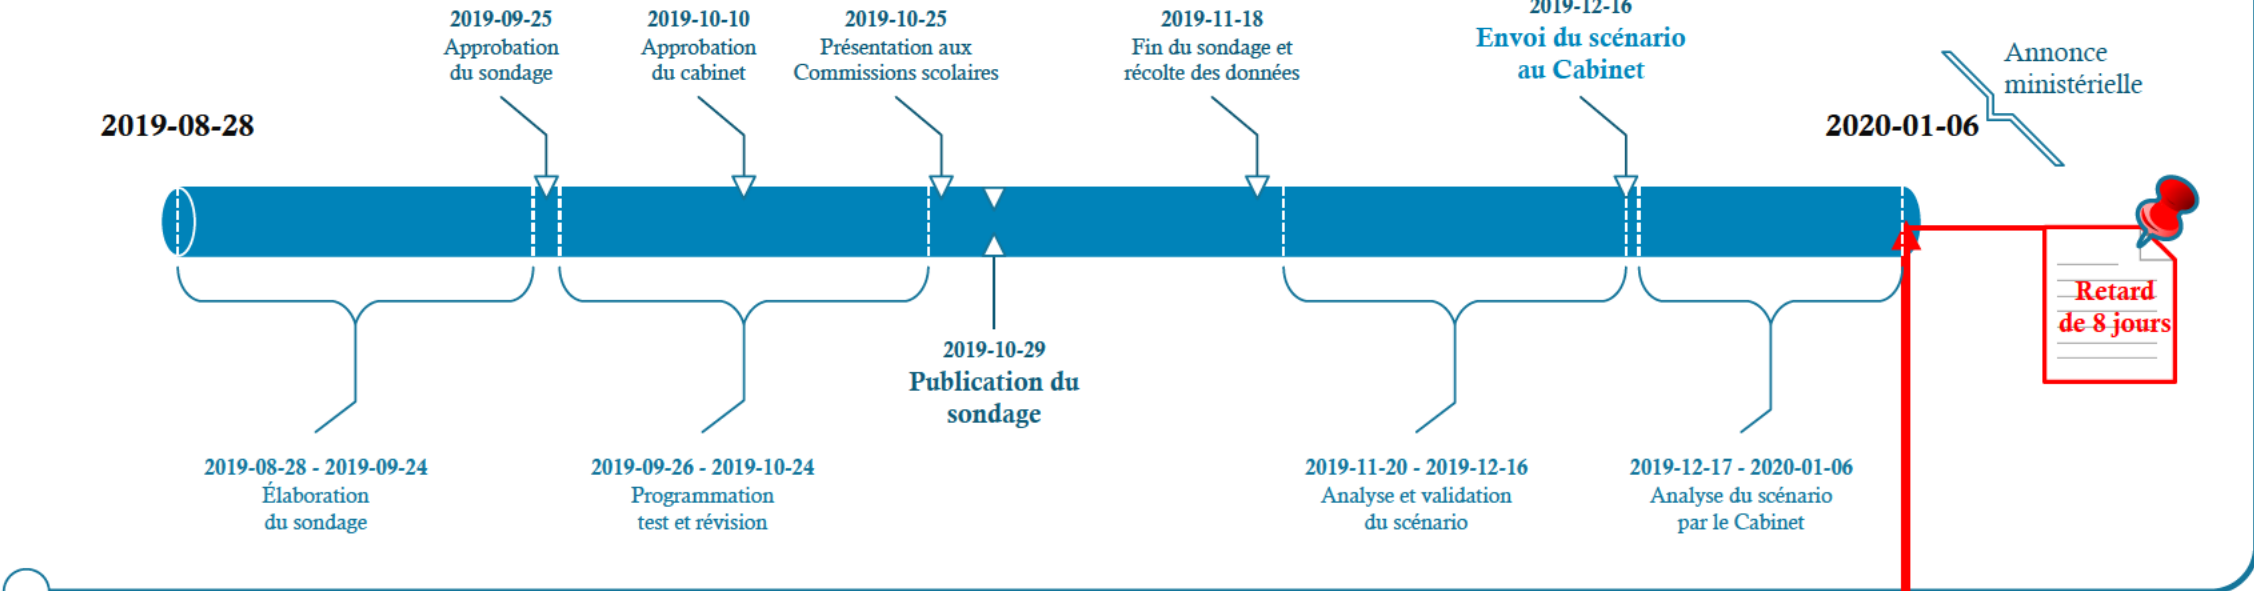 2019-09-25
Approbation
du sondage
2019-10-10
Approbation
du cabinet
2019-10-25
Présentation aux
Commissions scolaires
2019-11-18
Fin du sondage et
récolte des données
2019-12-16
Envoi du scénario
au Cabinet
Annonce
ministérielle
2019-08-28
2020-01-06
Retard
de 8 jours
2019-10-29
Publication du
sondage
2019-08-28 - 2019-09-24
Élaboration
du sondage
2019-09-26 - 2019-10-24
Programmation
test et révision
2019-11-20 - 2019-12-16
Analyse et validation
du scénario
2019-12-17 - 2020-01-06
Analyse du scénario
par le Cabinet